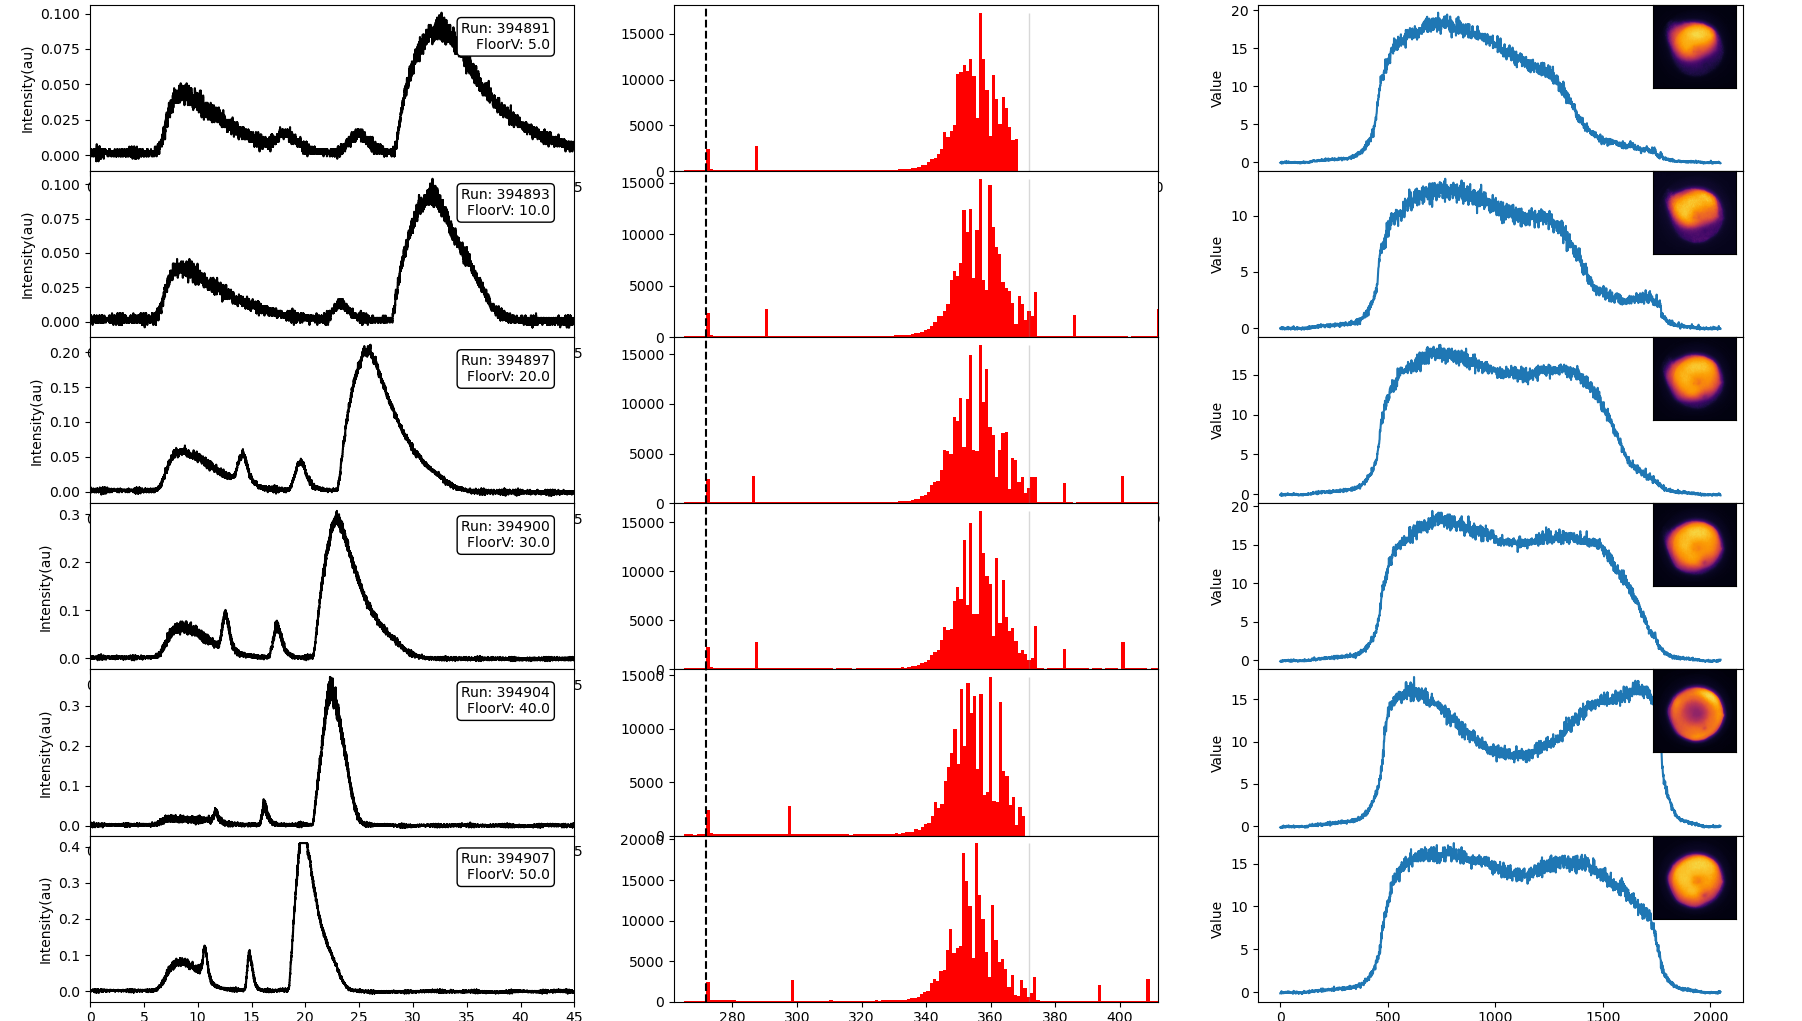 0.100
0.075
0.050
0.025
0.000
Intensity(au)
Run: 394891
FloorV: 5.0
15000
10000
5000
0
20
15
10
5
0
Value
0.100
0.075
0.050
0.025
0.000
Intensity(au)
Run: 394893
FloorV: 10.0
15000
10000
5000
0
10
5
0
Value
0.20
0.15
0.10
0.05
0.00
Intensity(au)
Run: 394897
FloorV: 20.0
15000
10000
5000
0
15
10
5
0
Value
0.3
0.2
0.1
0.0
Intensity(au)
Run: 394900
FloorV: 30.0
15000
10000
5000
0
20
15
10
5
0
Value
0.3
0.2
0.1
0.0
Intensity(au)
Run: 394904
FloorV: 40.0
15000
10000
5000
0
15
10
5
0
Value
0.4
0.3
0.2
0.1
0.0
Intensity(au)
Run: 394907
FloorV: 50.0
20000
15000
10000
5000
0
15
10
5
0
Value
0 5 10 15 20 25 30 35 40 45
280 300 320 340 360 380 400
0 500 1000 1500 2000